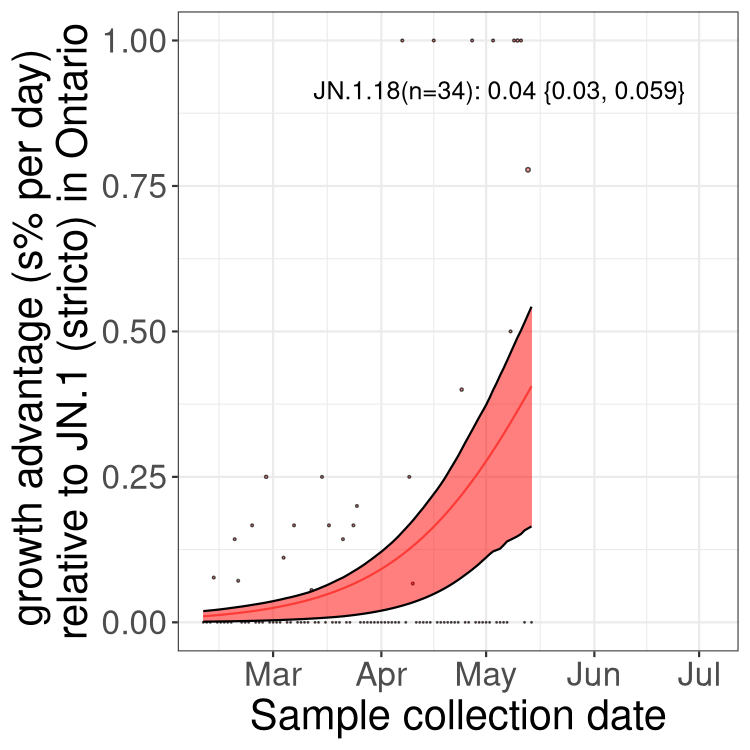 growth advantage (s% per day)
relative to JN.1 (stricto) in Ontario
1.00
0.75
0.50
0.25
0.00
JN.1.18(n=34): 0.04 {0.03, 0.059}
Mar Apr May Jun Jul
Sample collection date